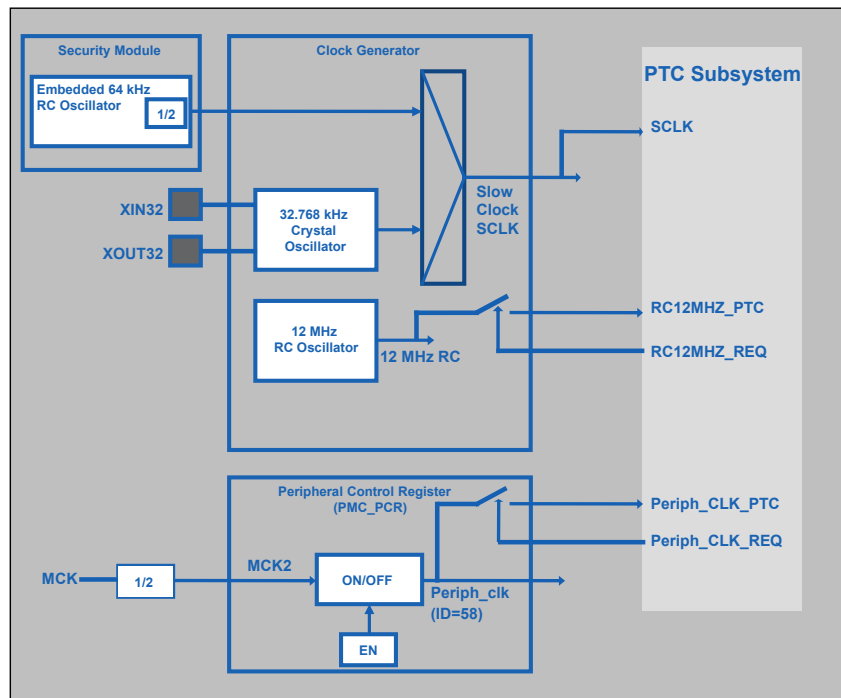 Security Module
Embedded 64 kHz
RC Oscillator
1/2
Clock Generator
PTC Subsystem
SCLK
XIN32
XOUT32
32.768 kHz
Crystal
Oscillator
Slow
Clock
SCLK
12 MHz
RC Oscillator
12 MHz RC
RC12MHZ_PTC
RC12MHZ_REQ
Peripheral Control Register
(PMC_PCR)
Periph_CLK_PTC
Periph_CLK_REQ
MCK
1/2
MCK2
ON/OFF
Periph_clk
(ID=58)
EN